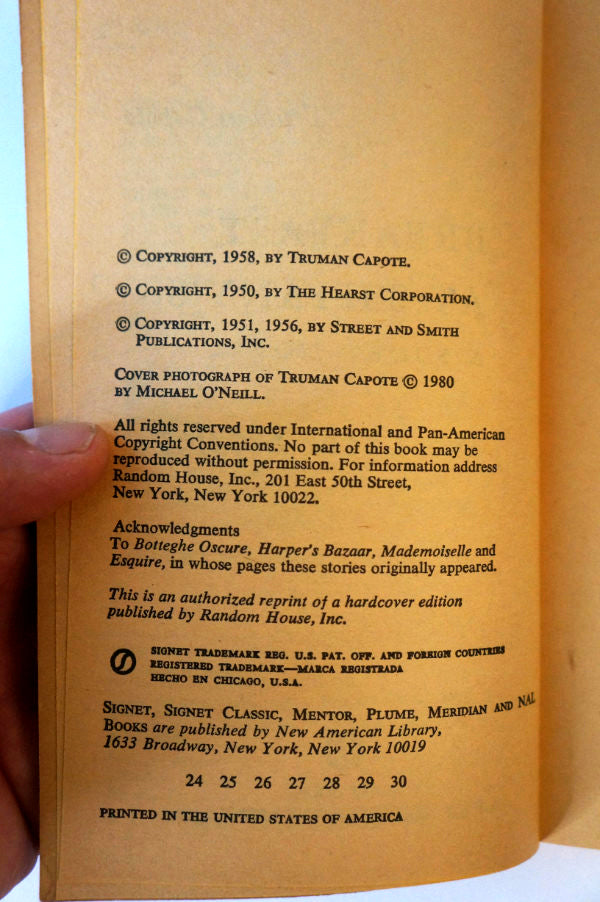 © COPYRIGHT, 1958, BY TRUMAN CAPOTE.
© COPYRIGHT, 1950, BY THE HEARST CORPORATION.
© COPYRIGHT, 1951, 1956, BY STREET AND SMITH
PUBLICATIONS, INC.
COVER PHOTOGRAPH OF TRUMAN CAPOTE © 1980
BY MICHAEL O'NEILL.
All rights reserved under International and Pan-American
Copyright Conventions. No part of this book may be
reproduced without permission. For information address
Random House, Inc., 201 East 50th Street,
New York, New York 10022.
Acknowledgments
To Botteghe Oscure, Harper's Bazaar, Mademoiselle and
Esquire, in whose pages these stories originally appeared.
This is an authorized reprint of a hardcover edition
published by Random House, Inc.
SIGNET TRADEMARK REG. U.S. PAT. OFF. AND FOREIGN COUNTRIES
REGISTERED TRADEMARK—MARCA REGISTRADA
HECHO EN CHICAGO, U.S.A.
SIGNET, SIGNET CLASSIC, MENTOR, PLUME, MERIDIAN AND NAL
BOOKS are published by New American Library,
1633 Broadway, New York, New York 10019
24 25 26 27 28 29 30
PRINTED IN THE UNITED STATES OF AMERICA